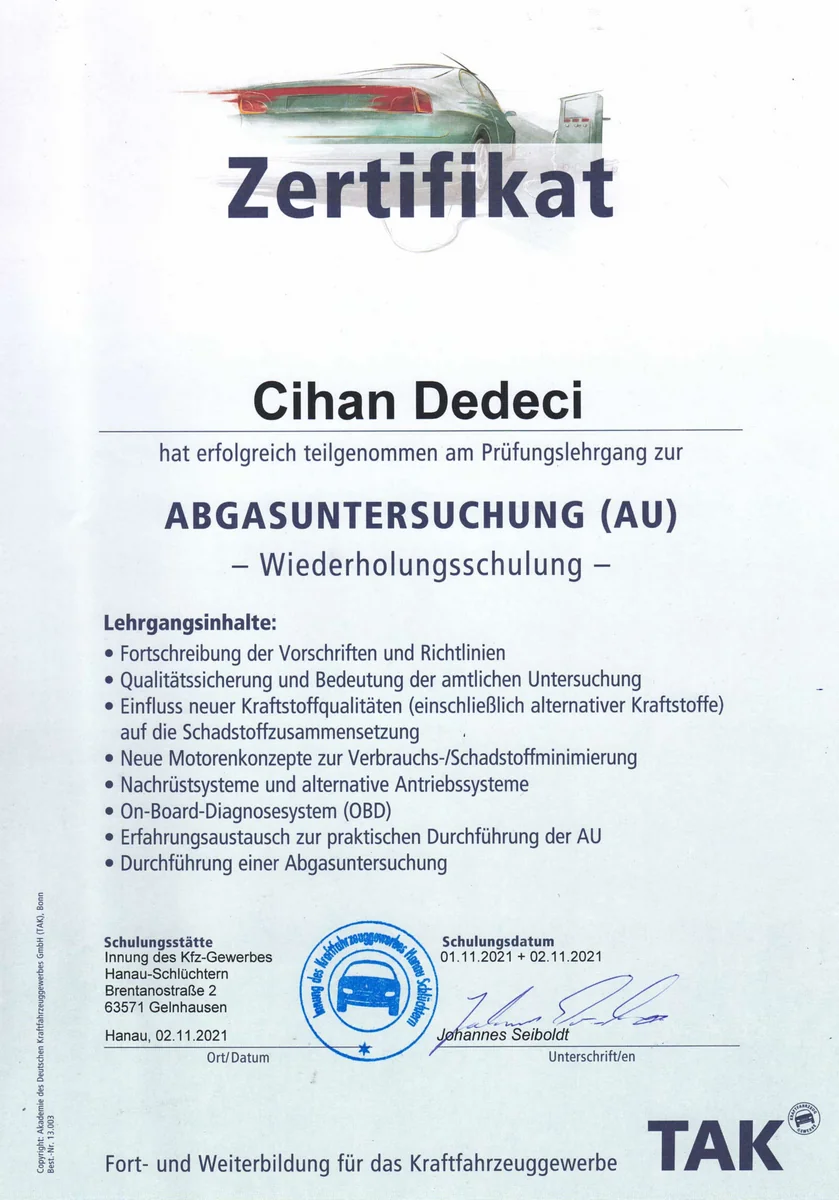 Zertifikat
Cihan Dedeci
hat erfolgreich teilgenommen am Prüfungslehrgang zur
ABGASUNTERSUCHUNG (AU)
– Wiederholungsschulung –
Lehrgangsinhalte:
• Fortschreibung der Vorschriften und Richtlinien
• Qualitätssicherung und Bedeutung der amtlichen Untersuchung
• Einfluss neuer Kraftstoffqualitäten (einschließlich alternativer Kraftstoffe)
auf die Schadstoffzusammensetzung
• Neue Motorenkonzepte zur Verbrauchs-/Schadstoffminimierung
• Nachrüstsysteme und alternative Antriebssysteme
• On-Board-Diagnosesystem (OBD)
• Erfahrungsaustausch zur praktischen Durchführung der AU
• Durchführung einer Abgasuntersuchung
Schulungsstätte
Innung des Kfz-Gewerbes
Hanau-Schlüchtern
Brentanostraße 2
63571 Gelnhausen
Hanau, 02.11.2021
Ort/Datum
Innung des Kraftfahrzeuggewerbes Hanau Schlüchtern
Schulungsdatum
01.11.2021 + 02.11.2021
Johannes Seiboldt
Unterschrift/en
Copyright: Akademie des Deutschen Kraftfahrzeuggewerbes GmbH (TAK), Bonn
Best.-Nr. 13.003
Fort- und Weiterbildung für das Kraftfahrzeuggewerbe
TAK
KRAFTFAHRZEUG
GEWERBE